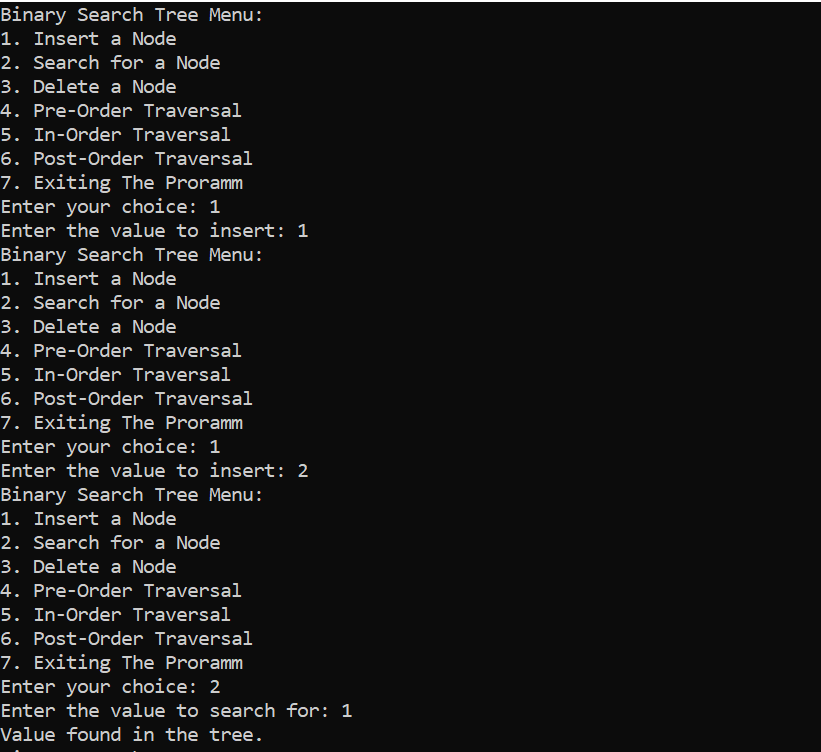 Binary Search Tree Menu:
1. Insert a Node
2. Search for a Node
3. Delete a Node
4. Pre-Order Traversal
5. In-Order Traversal
6. Post-Order Traversal
7. Exiting The Proramm
Enter your choice: 1
Enter the value to insert: 1
Binary Search Tree Menu:
1. Insert a Node
2. Search for a Node
3. Delete a Node
4. Pre-Order Traversal
5. In-Order Traversal
6. Post-Order Traversal
7. Exiting The Proramm
Enter your choice: 1
Enter the value to insert: 2
Binary Search Tree Menu:
1. Insert a Node
2. Search for a Node
3. Delete a Node
4. Pre-Order Traversal
5. In-Order Traversal
6. Post-Order Traversal
7. Exiting The Proramm
Enter your choice: 2
Enter the value to search for: 1
Value found in the tree.